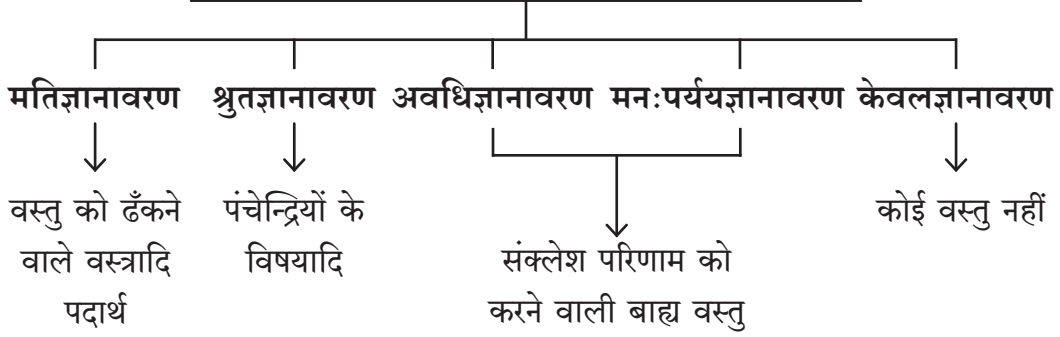 मतिज्ञानावरण श्रुतज्ञानावरण अवधिज्ञानावरण मनःपर्ययज्ञानावरण केवलज्ञानावरण
वस्तु को ढँकने
वाले वस्त्रादि
पदार्थ
पंचेन्द्रियों के
विषयादि
संक्लेश परिणाम को
करने वाली बाह्य वस्तु
कोई वस्तु नहीं